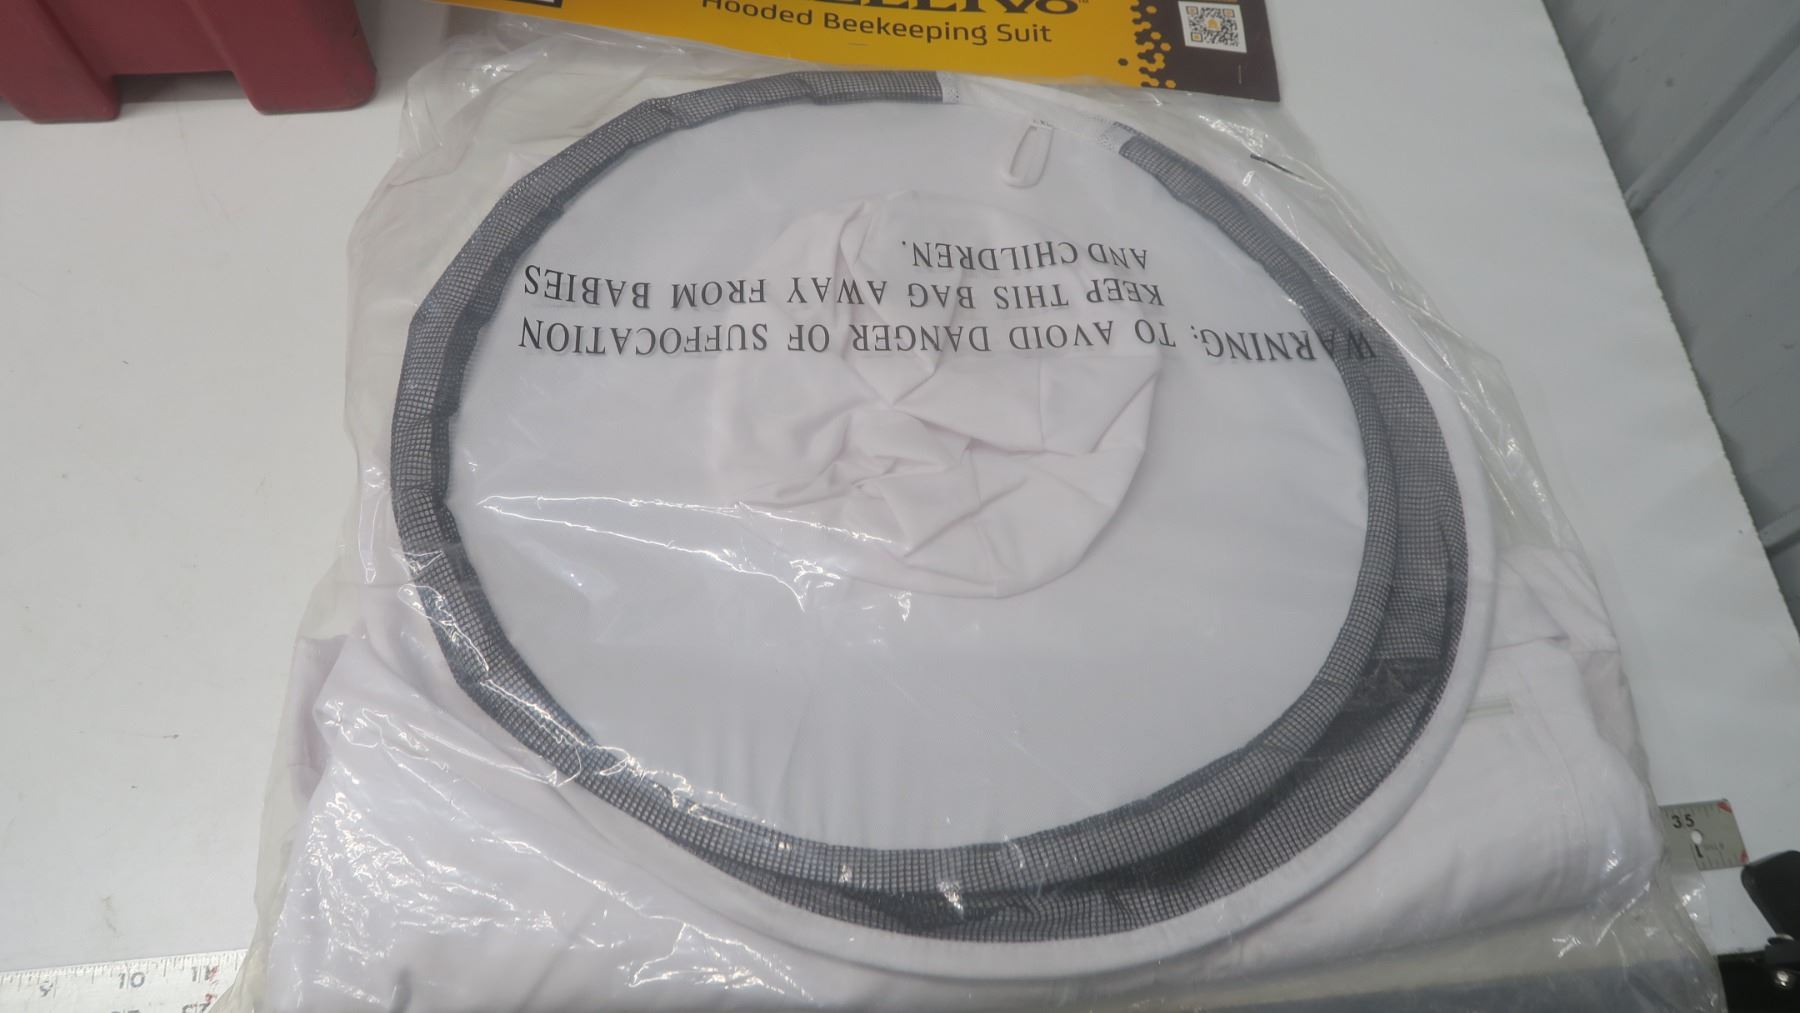 Hooded Beekeeping Suit
WARNING: TO AVOID DANGER OF SUFFOCATION
KEEP THIS BAG AWAY FROM BABIES
AND CHILDREN.
35
10